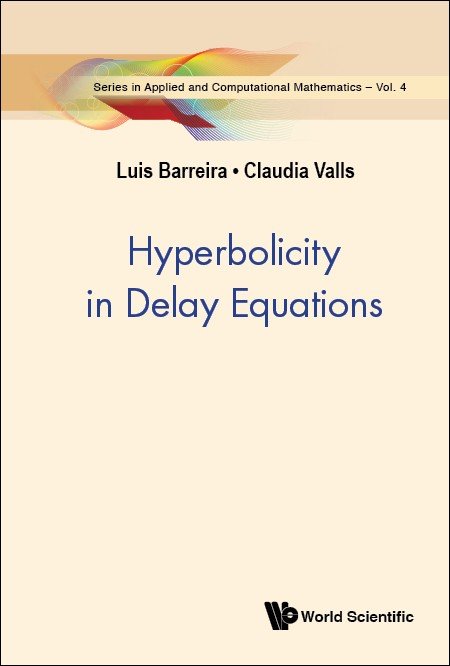 Series in Applied and Computational Mathematics – Vol. 4
Luis Barreira • Claudia Valls
Hyperbolicity
in Delay Equations
World Scientific